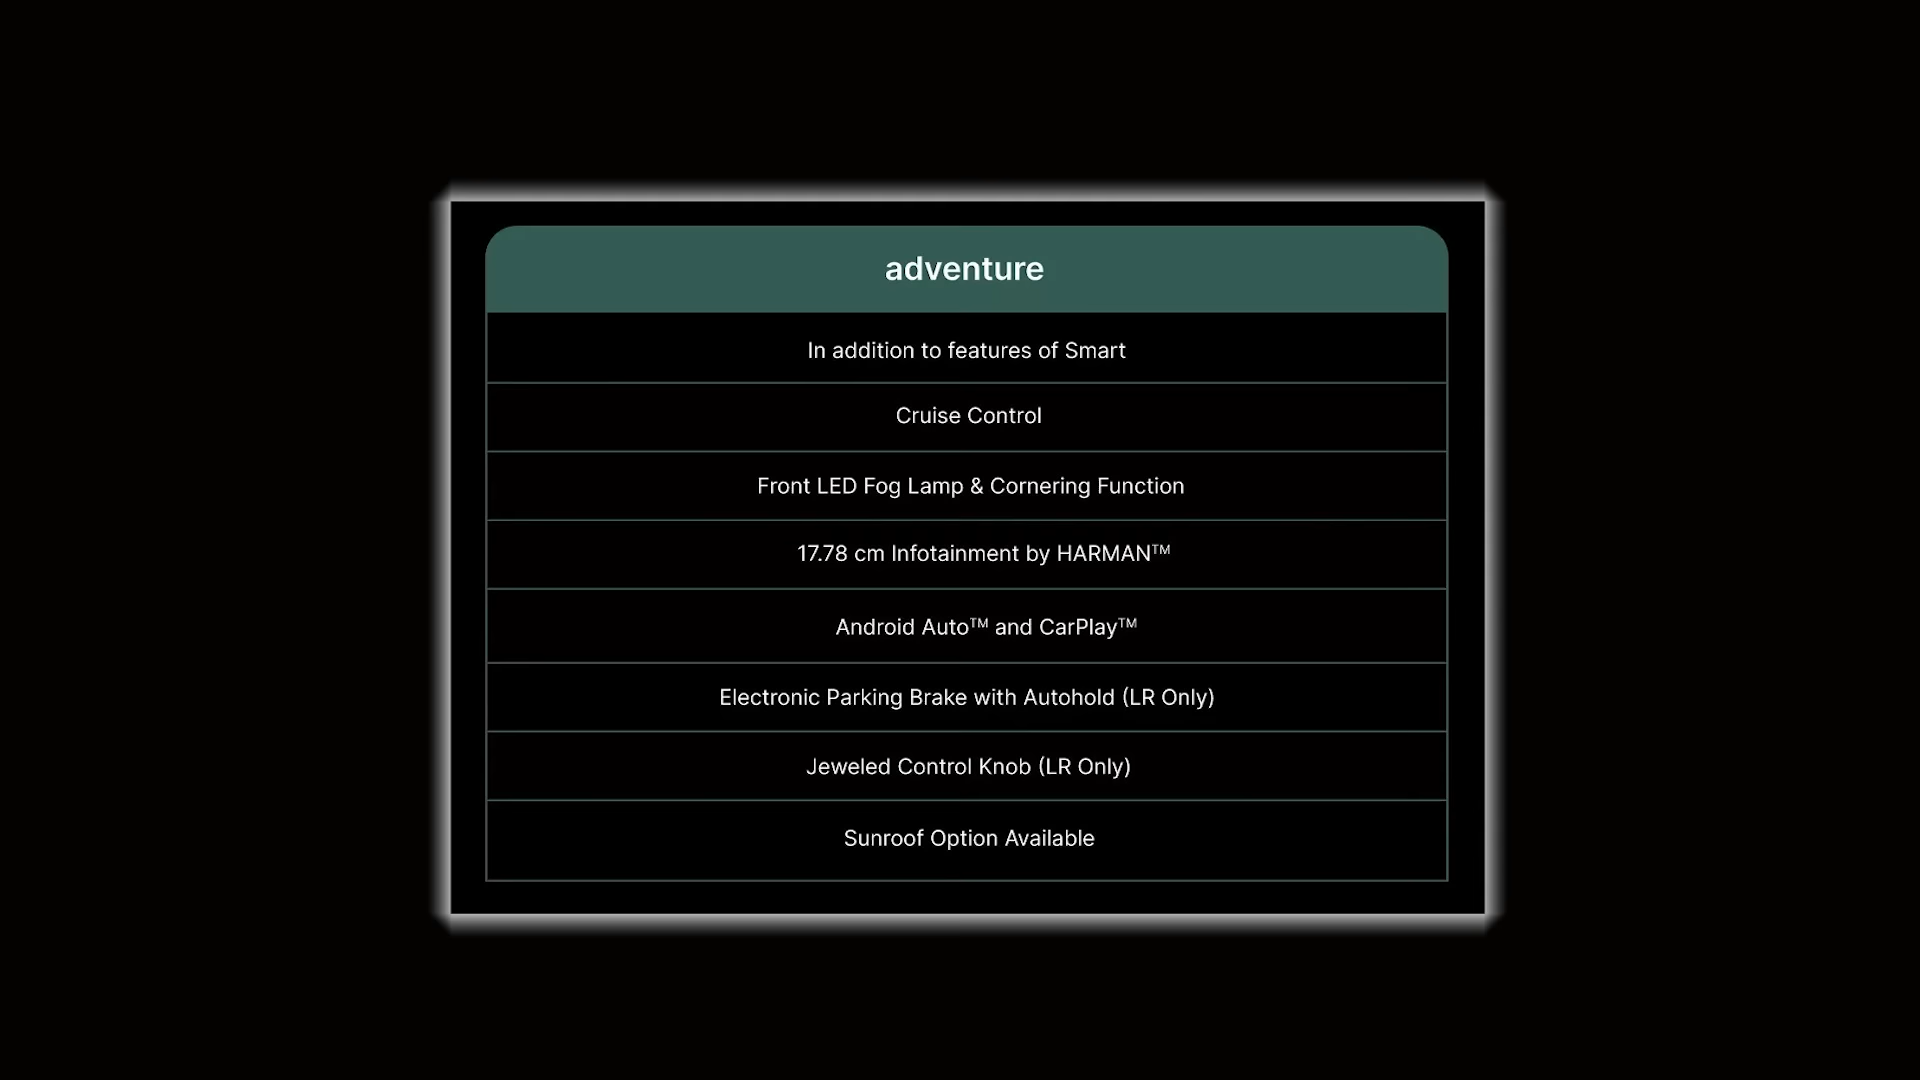 adventure
In addition to features of Smart
Cruise Control
Front LED Fog Lamp & Cornering Function
17.78 cm Infotainment by HARMAN™
Android Auto™ and CarPlay™
Electronic Parking Brake with Autohold (LR Only)
Jeweled Control Knob (LR Only)
Sunroof Option Available